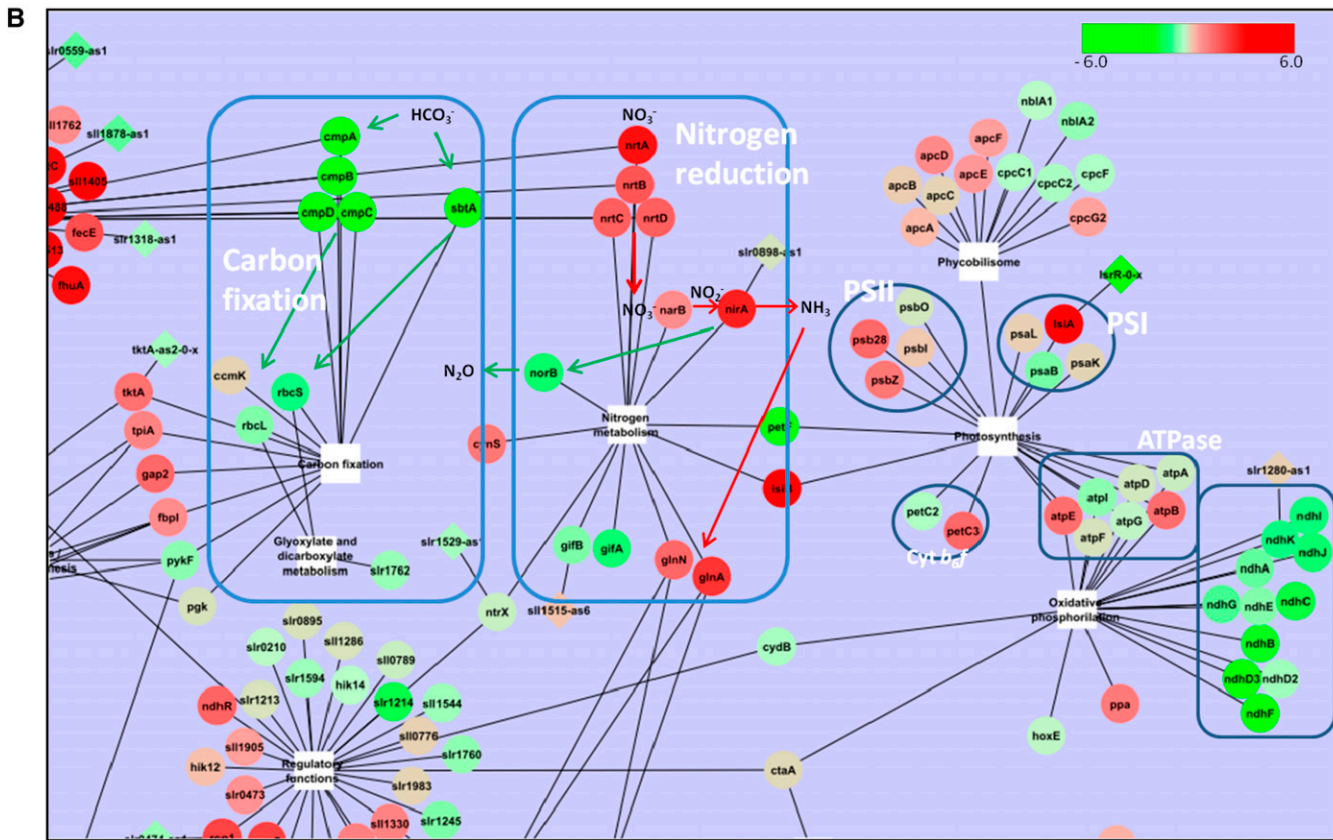 B
-6.0
6.0
slr0559-as1
sll1762
sll1878-as1
sll1405
fecE
slr1318-as1
fhuA
HCO3-
cmpA
cmpB
cmpD
cmpC
sbtA
Carbon
fixation
NO3-
nrtA
nrtB
nrtC
nrtD
Nitrogen
reduction
slr0898-as1
NO3-
narB
NO2-
nirA
NH3
N2O
norB
nblA1
nblA2
apcF
apcD
apcE
apcB
apcC
apcA
cpcC1
cpcC2
cpcF
cpcG2
Phycobilisome
IsrR-0-x
PSII
psbO
psb28
psbI
psbZ
PSI
psaL
IsiA
psaB
psaK
tktA-as2-0-x
ccmK
rbcS
rbcL
tktA
tpiA
gap2
fbpI
pykF
pgk
Carbon fixation
Glyoxylate and
dicarboxylate
metabolism
slr1762
cynS
Nitrogen
metabolism
petF
isiB
Photosynthesis
ATPase
atpA
atpD
atpI
atpE
atpG
atpB
atpF
slr1280-as1
petC2
petC3
Cyt b6f
ndhI
ndhK
ndhJ
ndhA
ndhG
ndhE
ndhC
ndhB
ndhD3
ndhD2
ndhF
Oxidative
phosphorilation
ppa
hoxE
slr1529-as1
gifB
gifA
glnN
glnA
sll1515-as6
ntrX
cydB
ctaA
slr0895
slr0210
sll1286
sll0789
slr1594
hik14
slr1213
slr1214
sll1544
ndhR
sll0776
sll1905
slr1760
hik12
Regulatory
functions
slr1983
slr0473
sll1330
slr1245